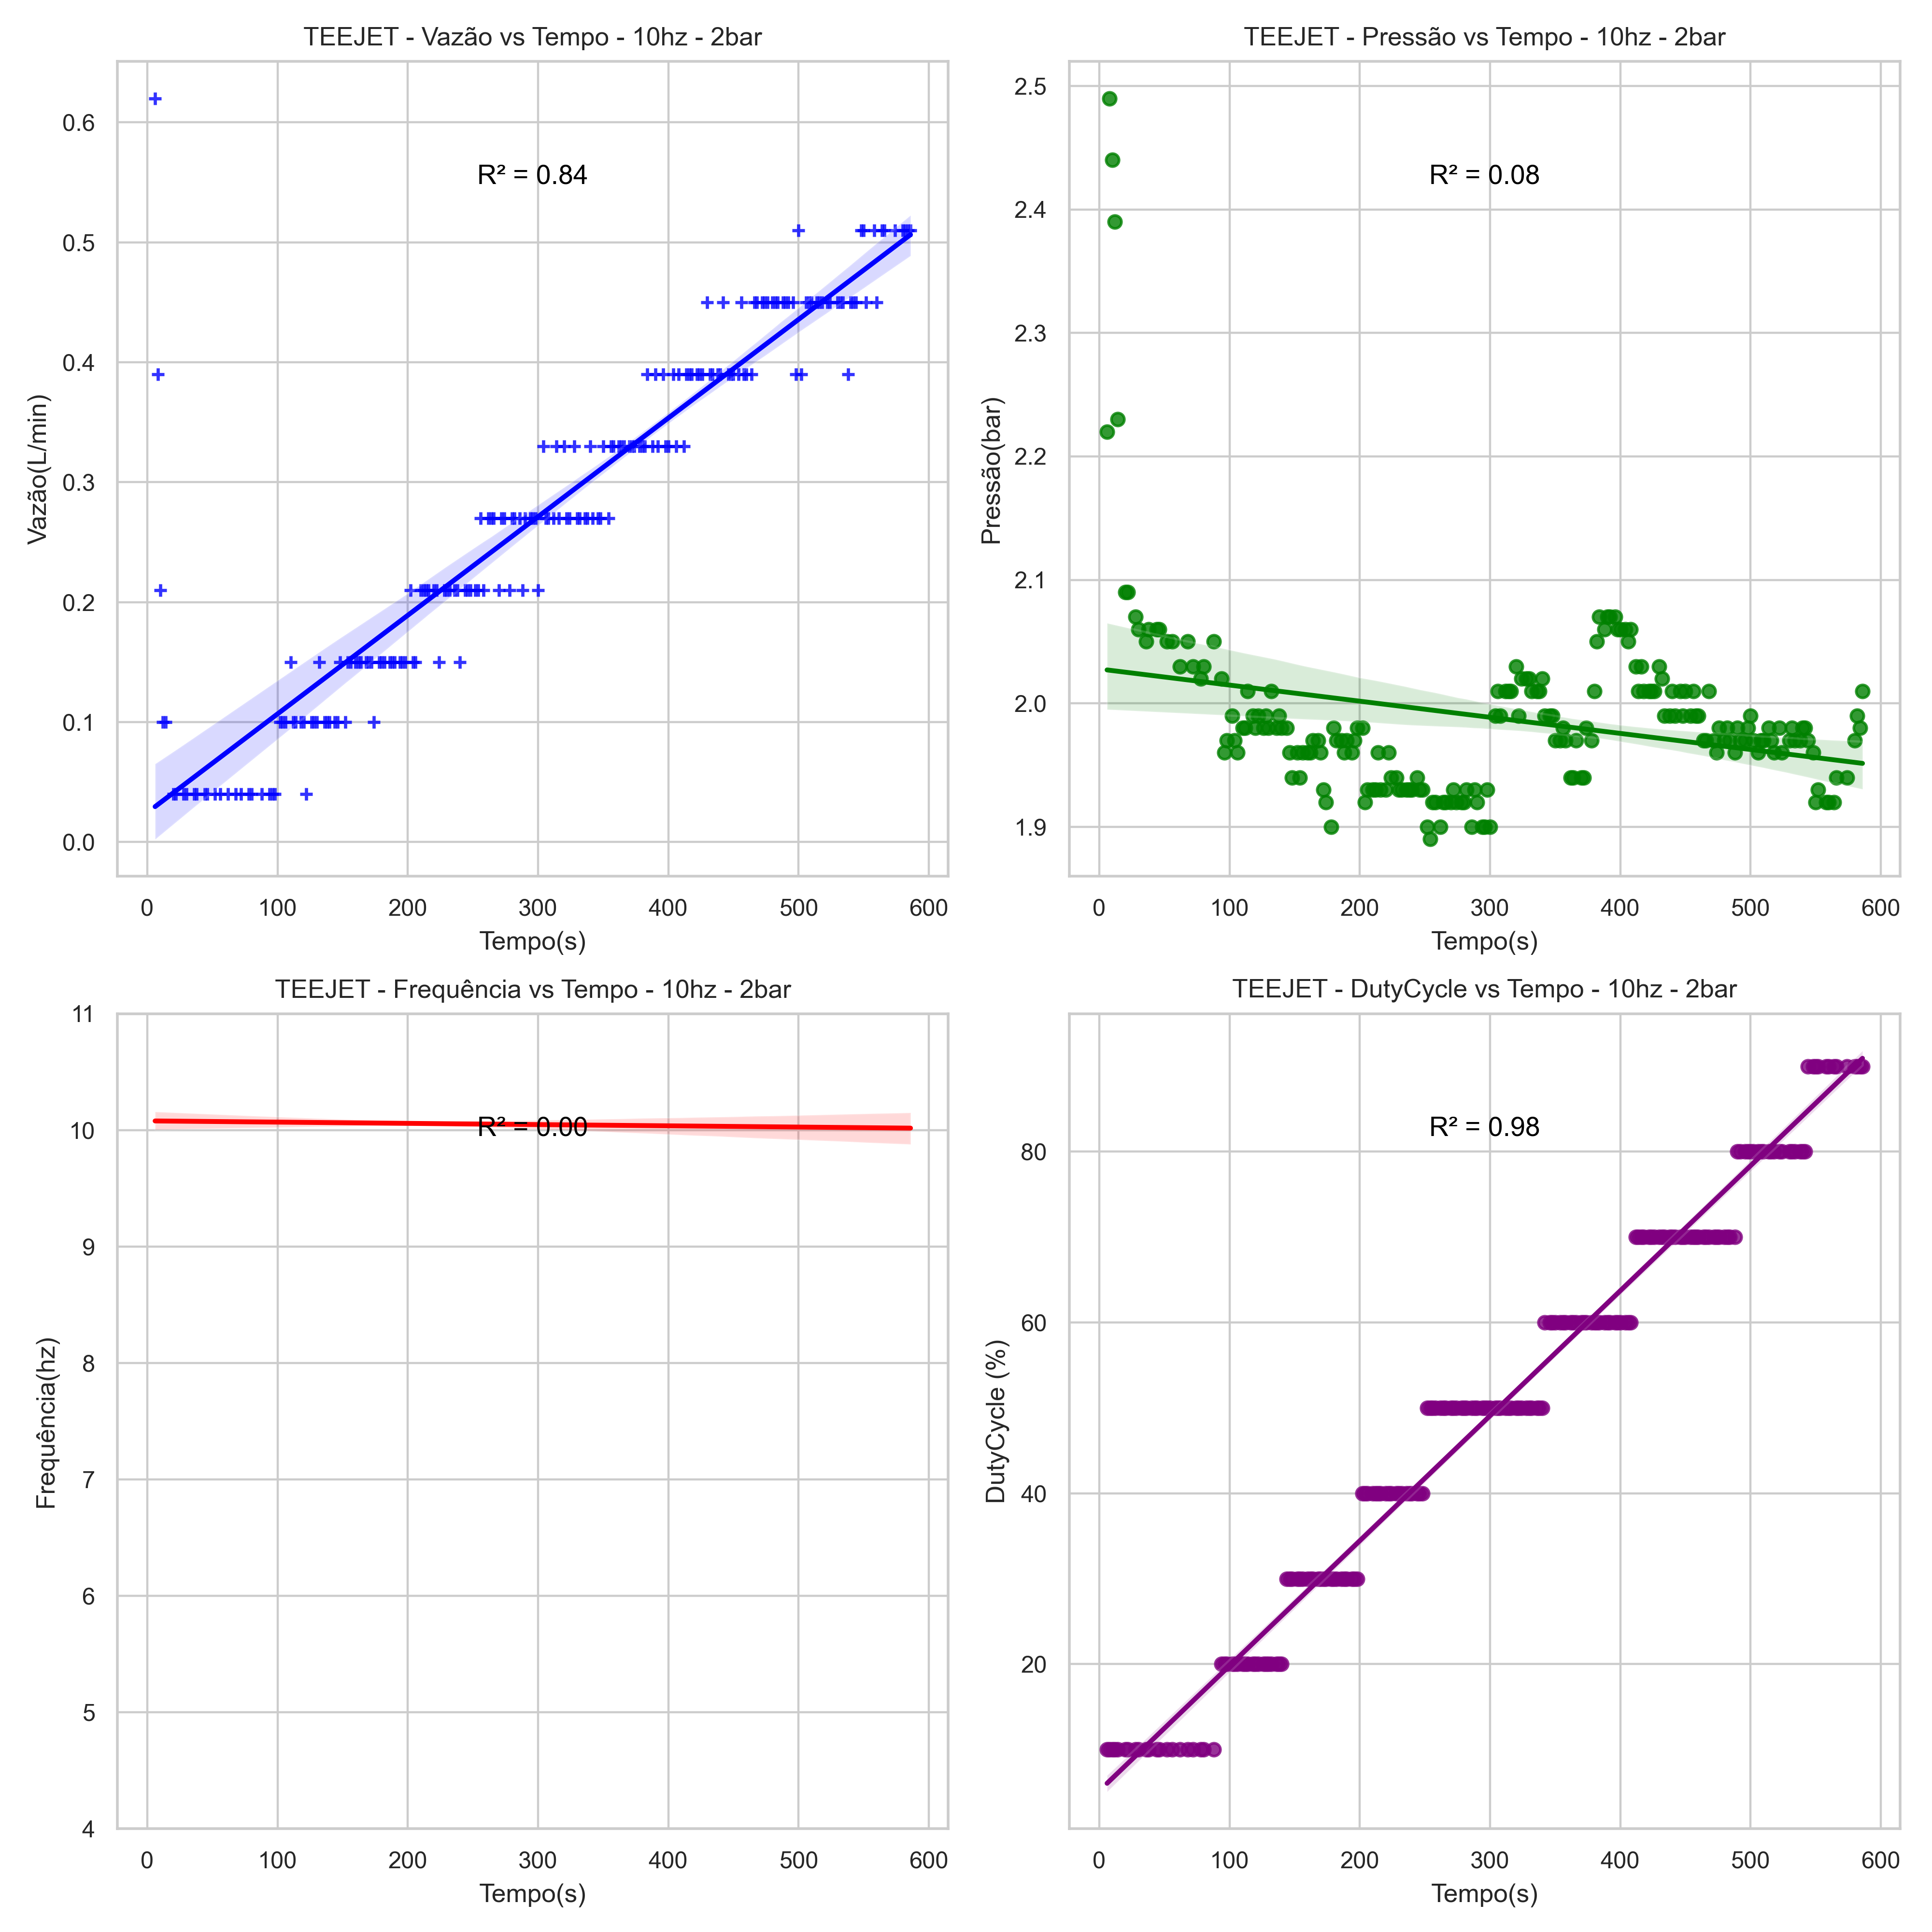 TEEJET - Vazão vs Tempo - 10hz - 2bar
R² = 0.84
Vazão(L/min)
0.6
0.5
0.4
0.3
0.2
0.1
0.0
0 100 200 300 400 500 600
Tempo(s)
TEEJET - Pressão vs Tempo - 10hz - 2bar
R² = 0.08
Pressão(bar)
2.5
2.4
2.3
2.2
2.1
2.0
1.9
0 100 200 300 400 500 600
Tempo(s)
TEEJET - Frequência vs Tempo - 10hz - 2bar
R² = 0.00
Frequência(hz)
11
10
9
8
7
6
5
4
0 100 200 300 400 500 600
Tempo(s)
TEEJET - DutyCycle vs Tempo - 10hz - 2bar
R² = 0.98
DutyCycle (%)
80
60
40
20
0 100 200 300 400 500 600
Tempo(s)